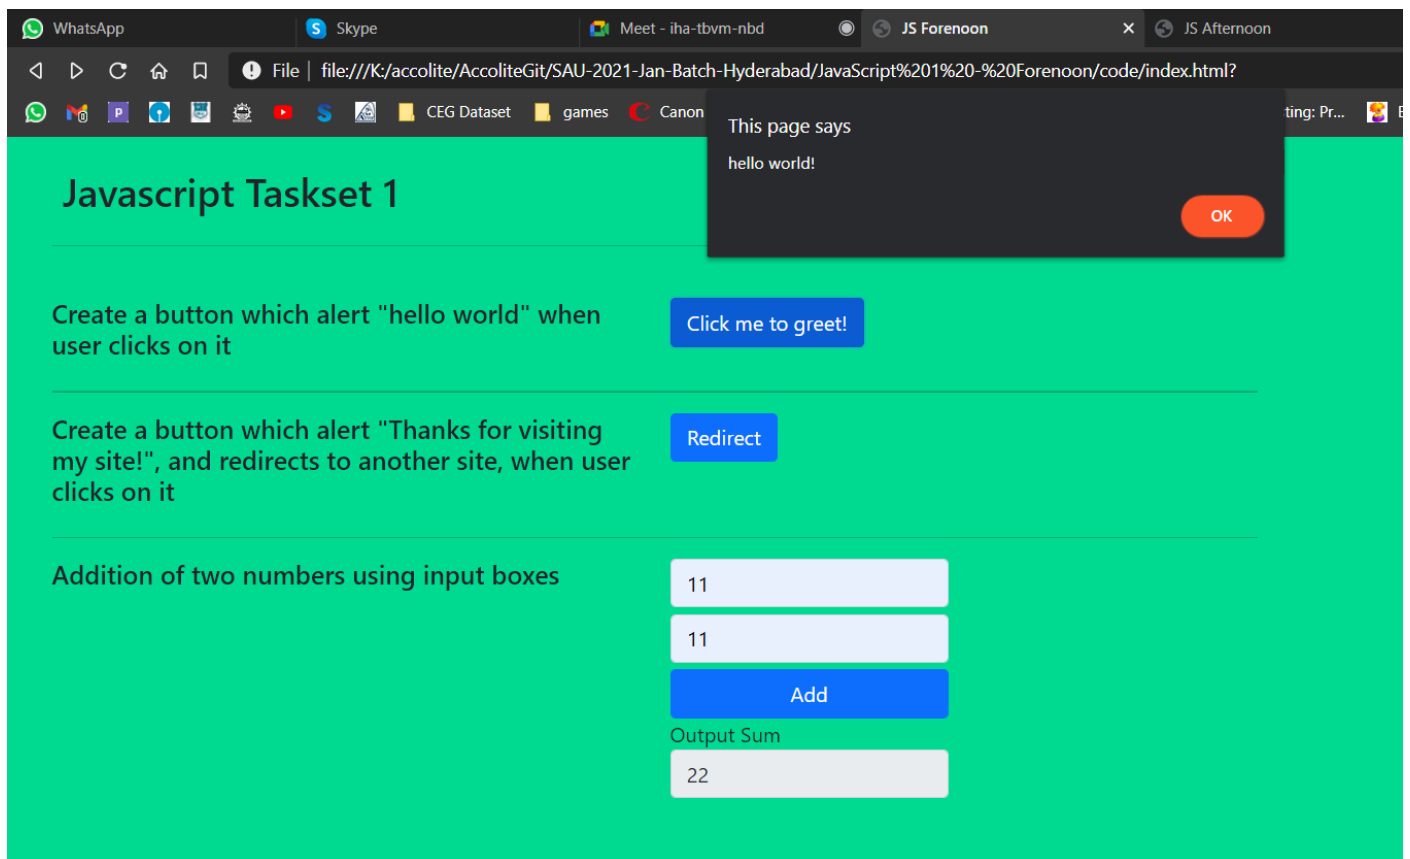 WhatsApp Skype Meet - iha-tbvm-nbd JS Forenoon JS Afternoon
File file:///K:/accolite/AccoliteGit/SAU-2021-Jan-Batch-Hyderabad/JavaScript%201%20-%20Forenoon/code/index.html?
CEG Dataset games Canon ting: Pr...
This page says
hello world!
OK
Javascript Taskset 1
Create a button which alert "hello world" when
user clicks on it
Click me to greet!
Create a button which alert "Thanks for visiting
my site!", and redirects to another site, when user
clicks on it
Redirect
Addition of two numbers using input boxes
11
11
Add
Output Sum
22